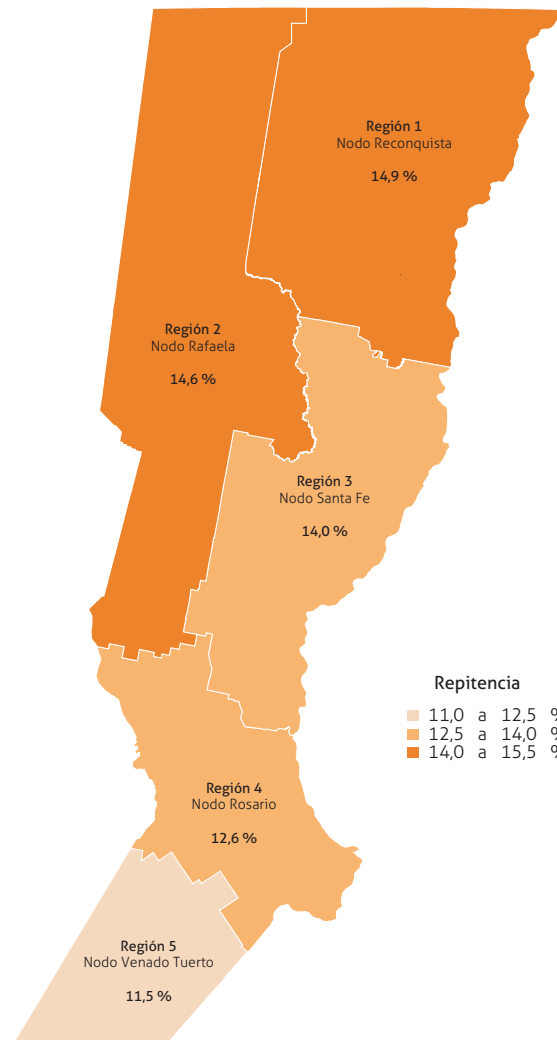 Región 1
Nodo Reconquista
14,9 %
Región 2
Nodo Rafaela
14,6 %
Región 3
Nodo Santa Fe
14,0 %
Repitencia
11,0 a 12,5 %
12,5 a 14,0 %
14,0 a 15,5 %
Región 4
Nodo Rosario
12,6 %
Región 5
Nodo Venado Tuerto
11,5 %